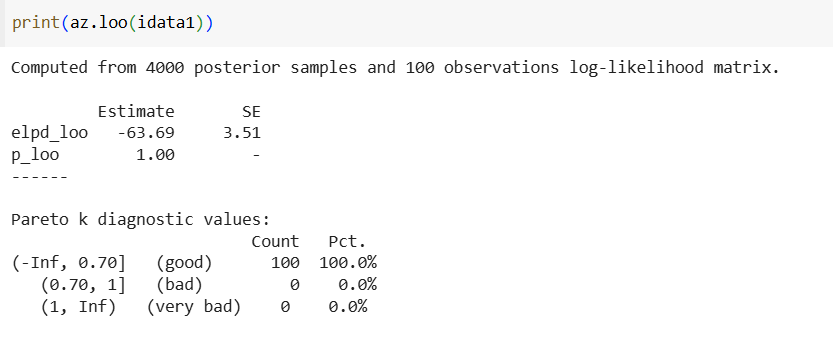 print(az.loo(idata1))
Computed from 4000 posterior samples and 100 observations log-likelihood matrix.
         Estimate       SE
elpd_loo   -63.69     3.51
p_loo        1.00        -
------
Pareto k diagnostic values:
                         Count   Pct.
(-Inf, 0.70]   (good)      100  100.0%
   (0.70, 1]   (bad)         0    0.0%
   (1, Inf)   (very bad)    0    0.0%